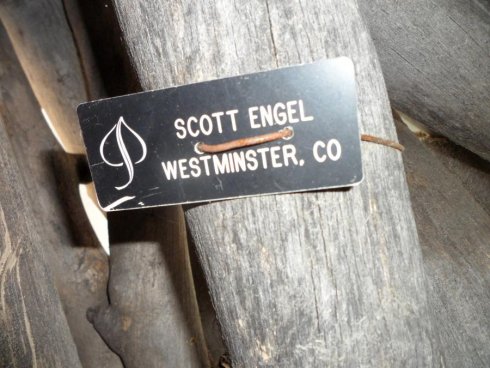 SCOTT ENGEL
WESTMINSTER, CO